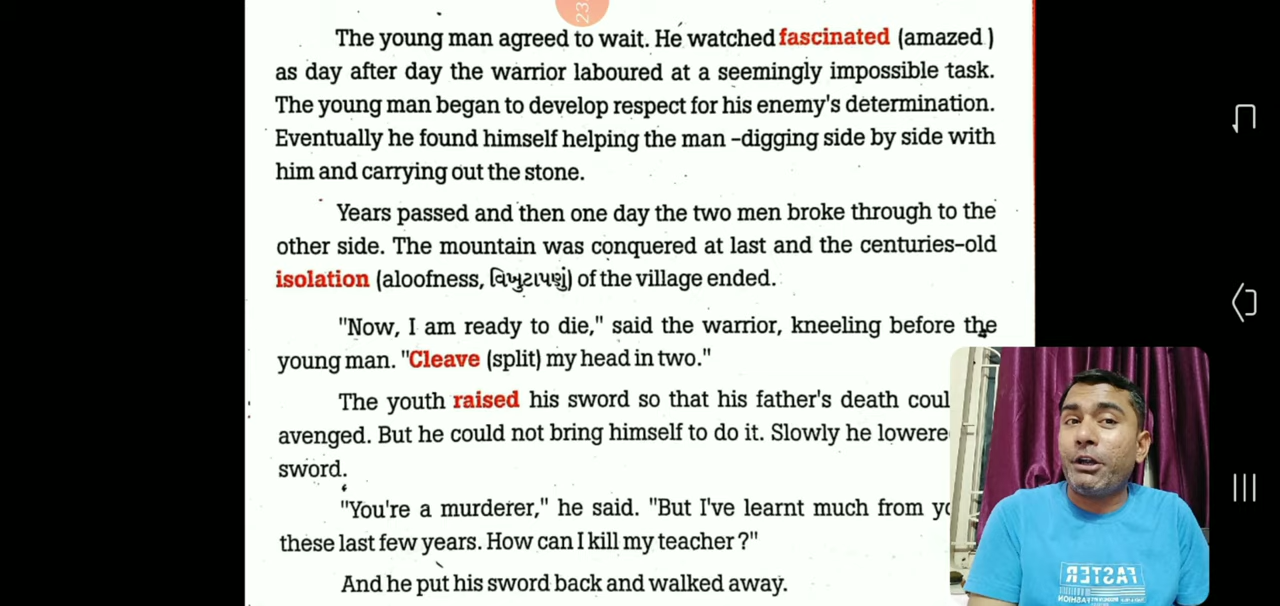 23
The young man agreed to wait. He watched fascinated (amazed )
as day after day the warrior laboured at a seemingly impossible task.
The young man began to develop respect for his enemy's determination.
Eventually he found himself helping the man –digging side by side with
him and carrying out the stone.
Years passed and then one day the two men broke through to the
other side. The mountain was conquered at last and the centuries–old
isolation (aloofness, વિખુટાપણું) of the village ended.
"Now, I am ready to die," said the warrior, kneeling before the
young man. "Cleave (split) my head in two."
The youth raised his sword so that his father's death coul
avenged. But he could not bring himself to do it. Slowly he lowere
sword.
"You're a murderer," he said. "But I've learnt much from yo
these last few years. How can I kill my teacher ?"
And he put his sword back and walked away.
FASTER
FASHION